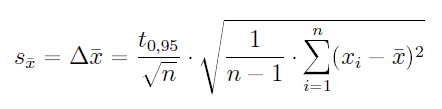 $s_{\bar{x}} = \Delta\bar{x} = \frac{t_{0,95}}{\sqrt{n}} \cdot \sqrt{\frac{1}{n-1} \cdot \sum_{i=1}^{n} (x_i - \bar{x})^2}$